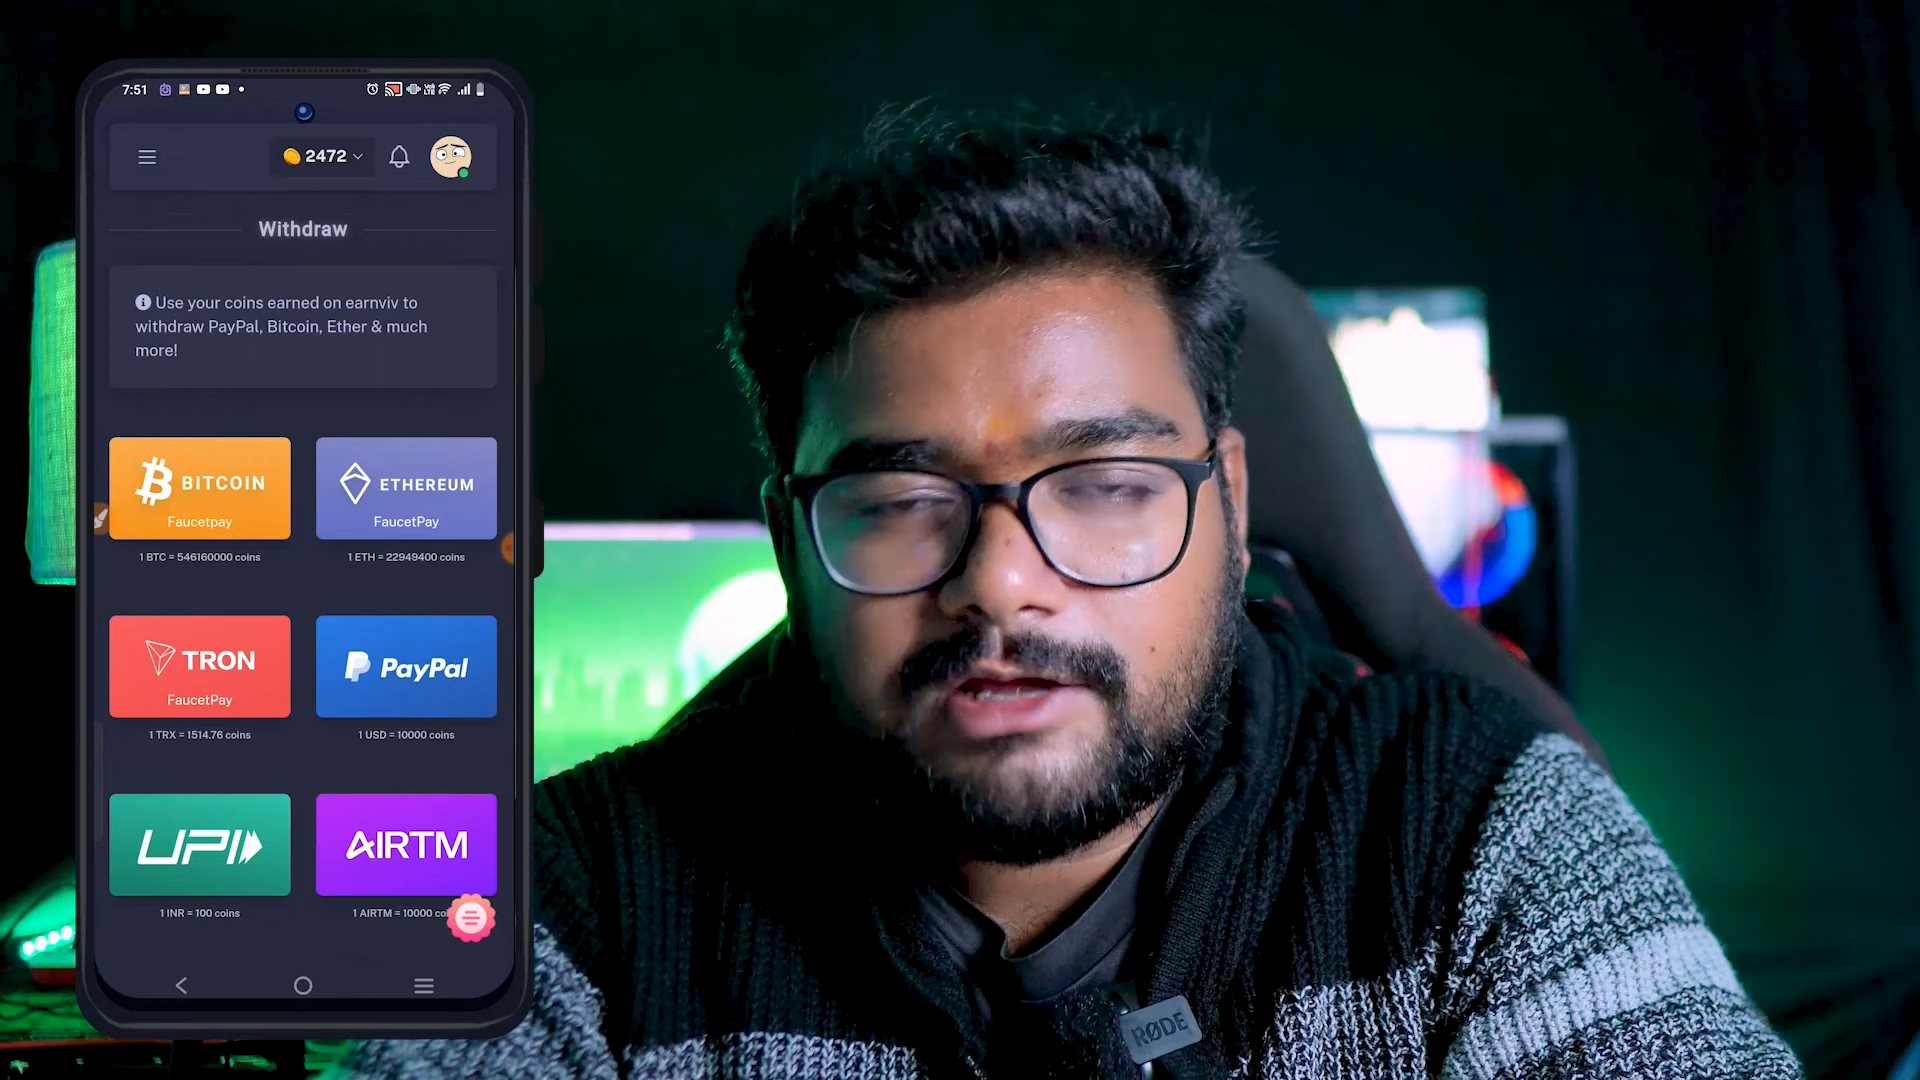 7:51
2472
Withdraw
Use your coins earned on earnviv to
withdraw PayPal, Bitcoin, Ether & much
more!
BITCOIN
Faucetpay
ETHEREUM
FaucetPay
1 BTC = 546160000 coins
1 ETH = 22949400 coins
TRON
FaucetPay
PayPal
1 TRX = 1514.76 coins
1 USD = 10000 coins
UPI
AIRTM
1 INR = 100 coins
1 AIRTM = 10000 co
RØDE